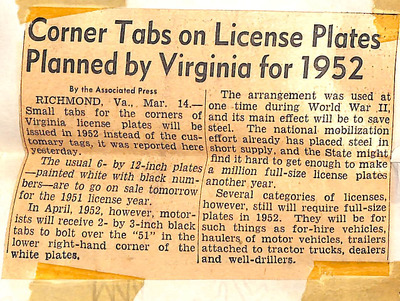 Corner Tabs on License Plates
Planned by Virginia for 1952
By the Associated Press
RICHMOND, Va., Mar. 14.—
Small tabs for the corners of
Virginia license plates will be
issued in 1952 instead of the cus-
tomary tags, it was reported here
yesterday.
The usual 6- by 12-inch plates
—painted white with black num-
bers—are to go on sale tomorrow
for the 1951 license year.
In April, 1952, however, motor-
ists will receive 2- by 3-inch black
tabs to bolt over the "51" in the
lower right-hand corner of the
white plates.
The arrangement was used at
one time during World War II,
and its main effect will be to save
steel. The national mobilization
effort already has placed steel in
short supply, and the State might
find it hard to get enough to make
a million full-size license plates
another year.
Several categories of licenses,
however, still will require full-size
plates in 1952. They will be for
such things as for-hire vehicles,
haulers of motor vehicles, trailers
attached to tractor trucks, dealers
and well-drillers.